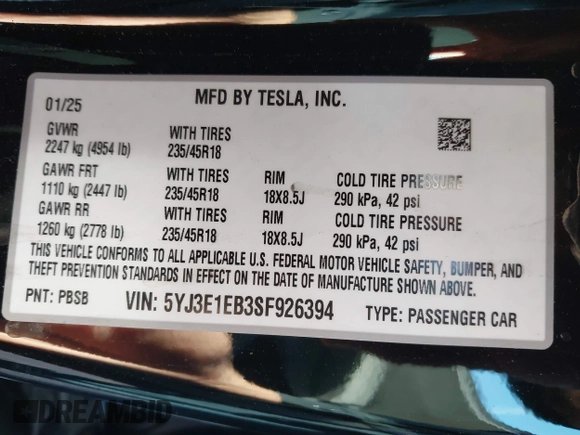 MFD BY TESLA, INC.
01/25
GVWR WITH TIRES
2247 kg (4954 lb) 235/45R18
GAWR FRT WITH TIRES RIM COLD TIRE PRESSURE
1110 kg (2447 lb) 235/45R18 18X8.5J 290 kPa, 42 psi
GAWR RR WITH TIRES RIM COLD TIRE PRESSURE
1260 kg (2778 lb) 235/45R18 18X8.5J 290 kPa, 42 psi
THIS VEHICLE CONFORMS TO ALL APPLICABLE U.S. FEDERAL MOTOR VEHICLE SAFETY, BUMPER, AND
THEFT PREVENTION STANDARDS IN EFFECT ON THE DATE OF MANUFACTURE SHOWN ABOVE.
PNT: PBSB VIN: 5YJ3E1EB3SF926394 TYPE: PASSENGER CAR
DREAMBID